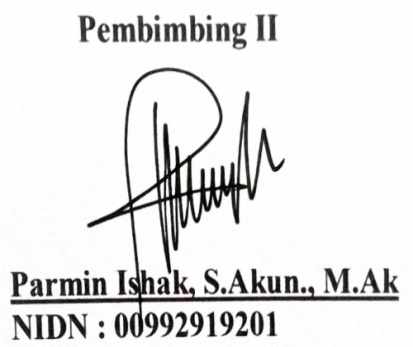 Pembimbing II
Parmin Ishak, S.Akun., M.Ak
NIDN : 00992919201